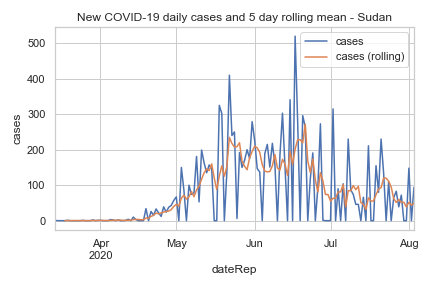 New COVID-19 daily cases and 5 day rolling mean - Sudan
cases
cases (rolling)
500
400
300
200
100
0
cases
Apr May Jun Jul Aug
2020
dateRep